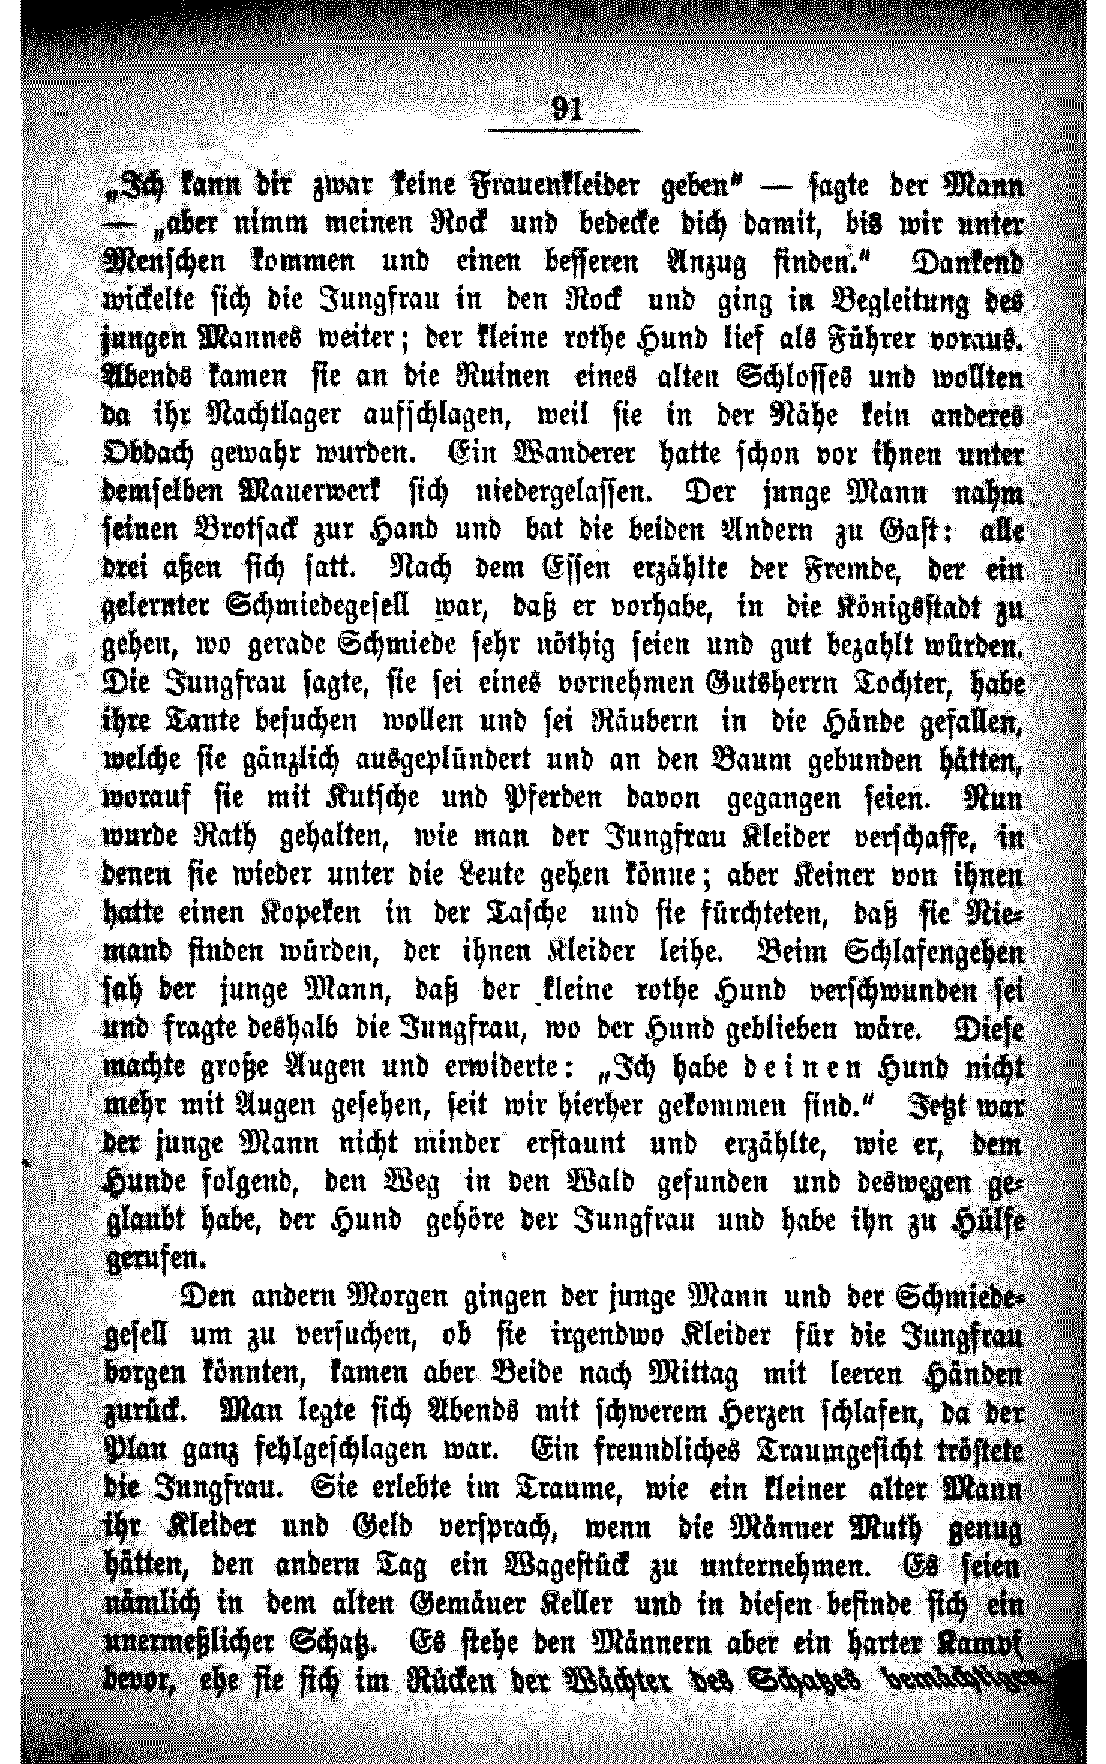 91
„Ich kann dir zwar keine Frauenkleider geben“ — sagte der Mann
— „aber nimm meinen Rock und bedecke dich damit, bis wir unter
Menschen kommen und einen besseren Anzug finden.“ Dankend
wickelte sich die Jungfrau in den Rock und ging in Begleitung des
jungen Mannes weiter; der kleine rothe Hund lief als Führer voraus.
Abends kamen sie an die Ruinen eines alten Schlosses und wollten
da ihr Nachtlager aufschlagen, weil sie in der Nähe kein anderes
Obdach gewahr wurden. Ein Wanderer hatte schon vor ihnen unter
demselben Mauerwerk sich niedergelassen. Der junge Mann nahm
seinen Brotsack zur Hand und bat die beiden Andern zu Gast: alle
drei aßen sich satt. Nach dem Essen erzählte der Fremde, der ein
gelernter Schmiedegesell war, daß er vorhabe, in die Königsstadt zu
gehen, wo gerade Schmiede sehr nöthig seien und gut bezahlt würden.
Die Jungfrau sagte, sie sei eines vornehmen Gutsherrn Tochter, habe
ihre Tante besuchen wollen und sei Räubern in die Hände gefallen,
welche sie gänzlich ausgeplündert und an den Baum gebunden hätten,
worauf sie mit Kutsche und Pferden davon gegangen seien. Nun
wurde Rath gehalten, wie man der Jungfrau Kleider verschaffe, in
denen sie wieder unter die Leute gehen könne; aber Keiner von ihnen
hatte einen Kopeken in der Tasche und sie fürchteten, daß sie Nie-
mand finden würden, der ihnen Kleider leihe. Beim Schlafengehen
sah der junge Mann, daß der kleine rothe Hund verschwunden sei
und fragte deshalb die Jungfrau, wo der Hund geblieben wäre. Diese
machte große Augen und erwiderte: „Ich habe deinen Hund nicht
mehr mit Augen gesehen, seit wir hierher gekommen sind.“ Jetzt war
der junge Mann nicht minder erstaunt und erzählte, wie er, dem
Hunde folgend, den Weg in den Wald gefunden und deswegen ge-
glaubt habe, der Hund gehöre der Jungfrau und habe ihn zu Hülfe
gerufen.
Den andern Morgen gingen der junge Mann und der Schmiede-
gesell um zu versuchen, ob sie irgendwo Kleider für die Jungfrau
borgen könnten, kamen aber Beide nach Mittag mit leeren Händen
zurück. Man legte sich Abends mit schwerem Herzen schlafen, da der
Plan ganz fehlgeschlagen war. Ein freundliches Traumgesicht tröstete
die Jungfrau. Sie erlebte im Traume, wie ein kleiner alter Mann
ihr Kleider und Geld versprach, wenn die Männer Muth genug
hätten, den andern Tag ein Wagestück zu unternehmen. Es seien
nämlich in dem alten Gemäuer Keller und in diesen befinde sich ein
unermeßlicher Schatz. Es stehe den Männern aber ein harter Kampf
bevor, ehe sie sich im Rücken der Wächter des Schatzes bemächtigen